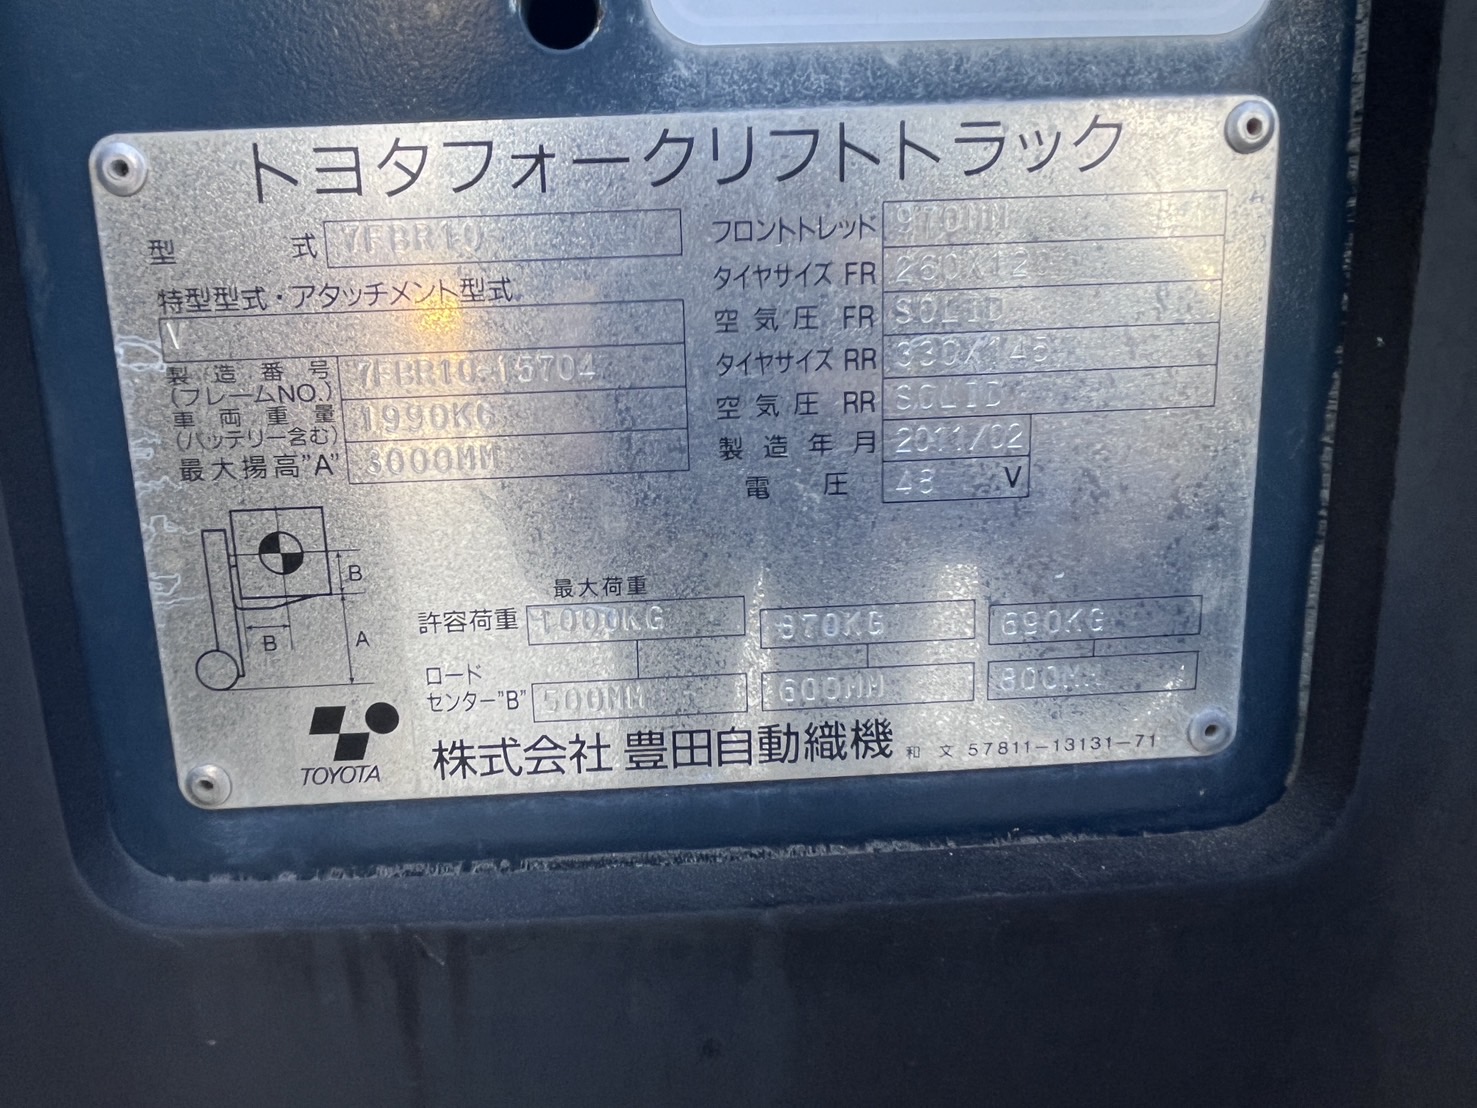 トヨタフォークリフトトラック
型式 7FBR10
特型型式・アタッチメント型式
V
製造番号 7FBR10-15704
(フレームNO.)
車両重量 1990KG
(バッテリー含む)
最大揚高"A" 3000MM
フロントトレッド 970MM
タイヤサイズ FR
空気圧 FR SOLID
タイヤサイズ RR 330X145
空気圧 RR SOLID
製造年月 2011/02
電圧 48 V
B
B
A
最大荷重
許容荷重 1000KG 870KG 690KG
ロード
センター"B" 500MM 600MM 800MM
TOYOTA
株式会社 豊田自動織機 和文 57811-13131-71